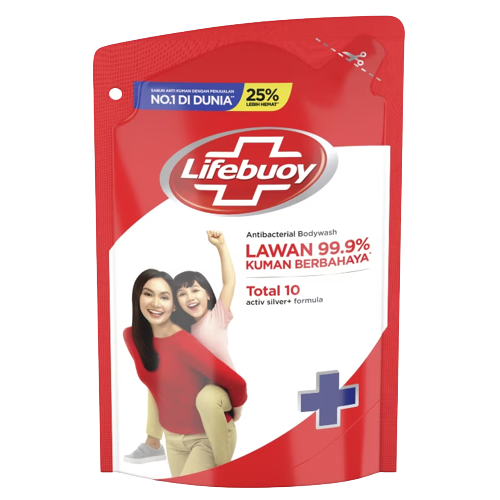 SABUN ANTI KUMAN DENGAN PENJUALAN
NO.1 DI DUNIA**
25%
LEBIH HEMAT^^
Lifebuoy
Antibacterial Bodywash
LAWAN 99.9%
KUMAN BERBAHAYA*
Total 10
activ silver+ formula